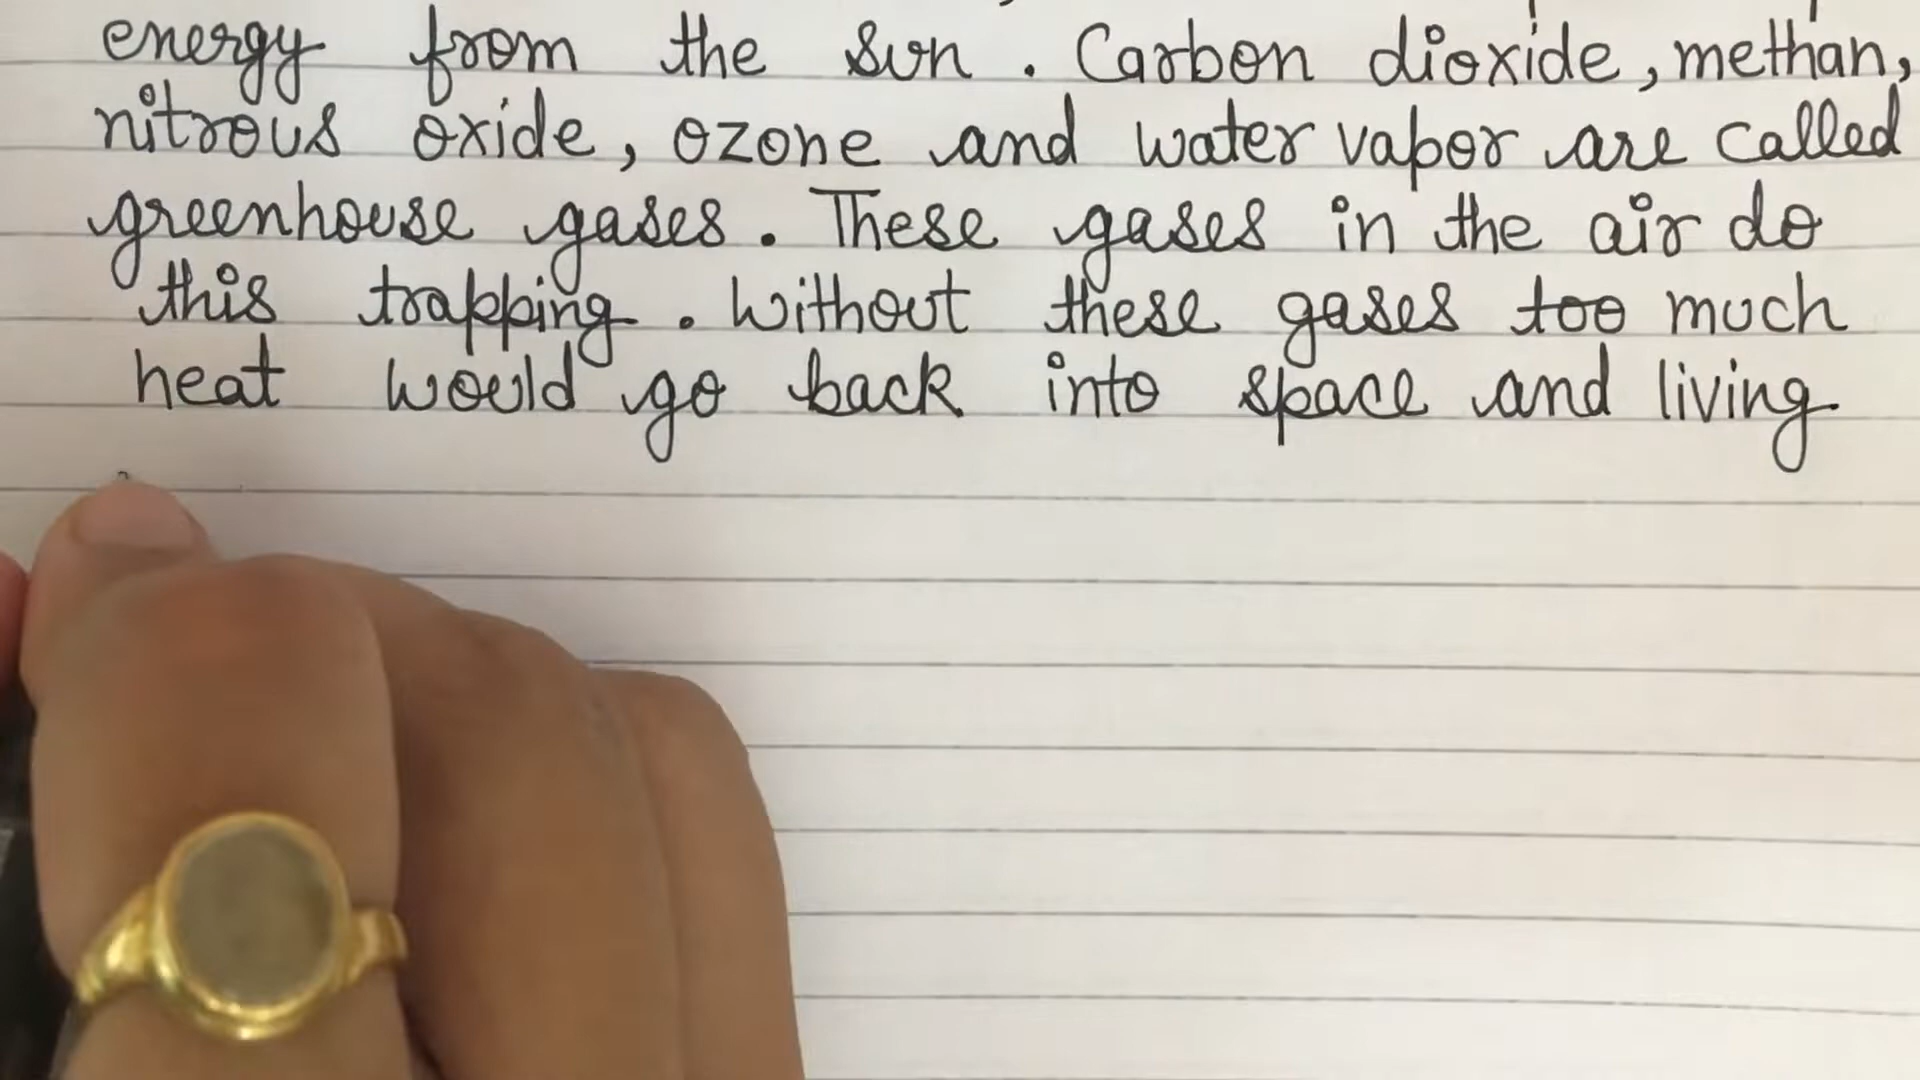 energy from the sun. Carbon dioxide, methan,
nitrous oxide, ozone and water vapor are called
greenhouse gases. These gases in the air do
this trapping. Without these gases too much
heat would go back into space and living